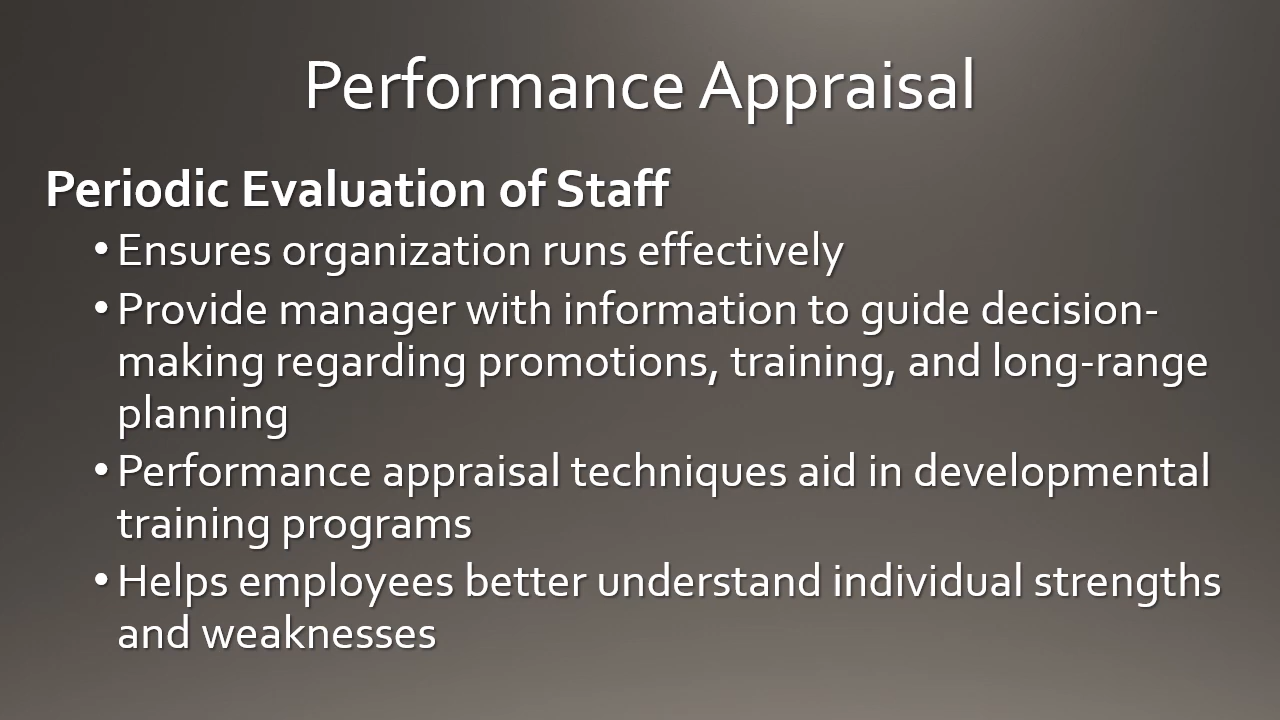 Performance Appraisal
Periodic Evaluation of Staff
• Ensures organization runs effectively
• Provide manager with information to guide decision-
making regarding promotions, training, and long-range
planning
• Performance appraisal techniques aid in developmental
training programs
• Helps employees better understand individual strengths
and weaknesses